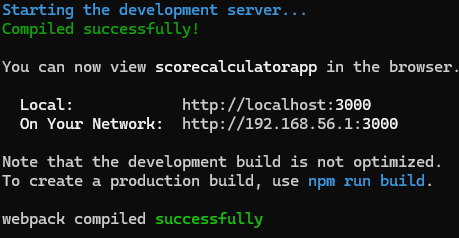 Starting the development server...
Compiled successfully!
You can now view scorecalculatorapp in the browser.
Local: http://localhost:3000
On Your Network: http://192.168.56.1:3000
Note that the development build is not optimized.
To create a production build, use npm run build.
webpack compiled successfully